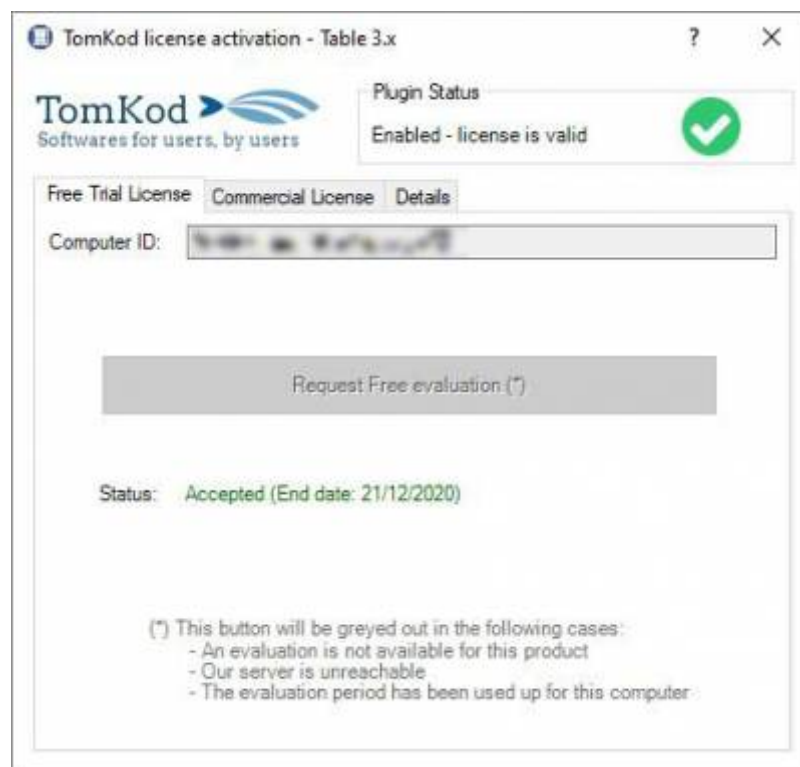 TomKod license activation - Table 3.x
?
TomKod
Softwares for users, by users
Plugin Status
Enabled - license is valid
Free Trial License Commercial License Details
Computer ID:
Request Free evaluation (*)
Status: Accepted (End date: 21/12/2020)
(*) This button will be greyed out in the following cases:
- An evaluation is not available for this product
- Our server is unreachable
- The evaluation period has been used up for this computer